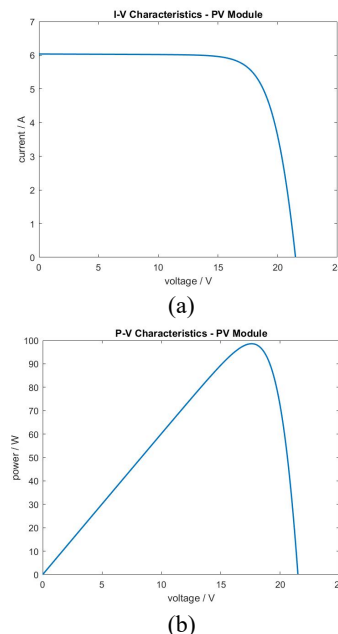 I-V Characteristics - PV Module
7
6
5
4
3
2
1
0
current / A
0 5 10 15 20 25
voltage / V
(a)
P-V Characteristics - PV Module
100
90
80
70
60
50
40
30
20
10
0
power / W
0 5 10 15 20
voltage / V
(b)